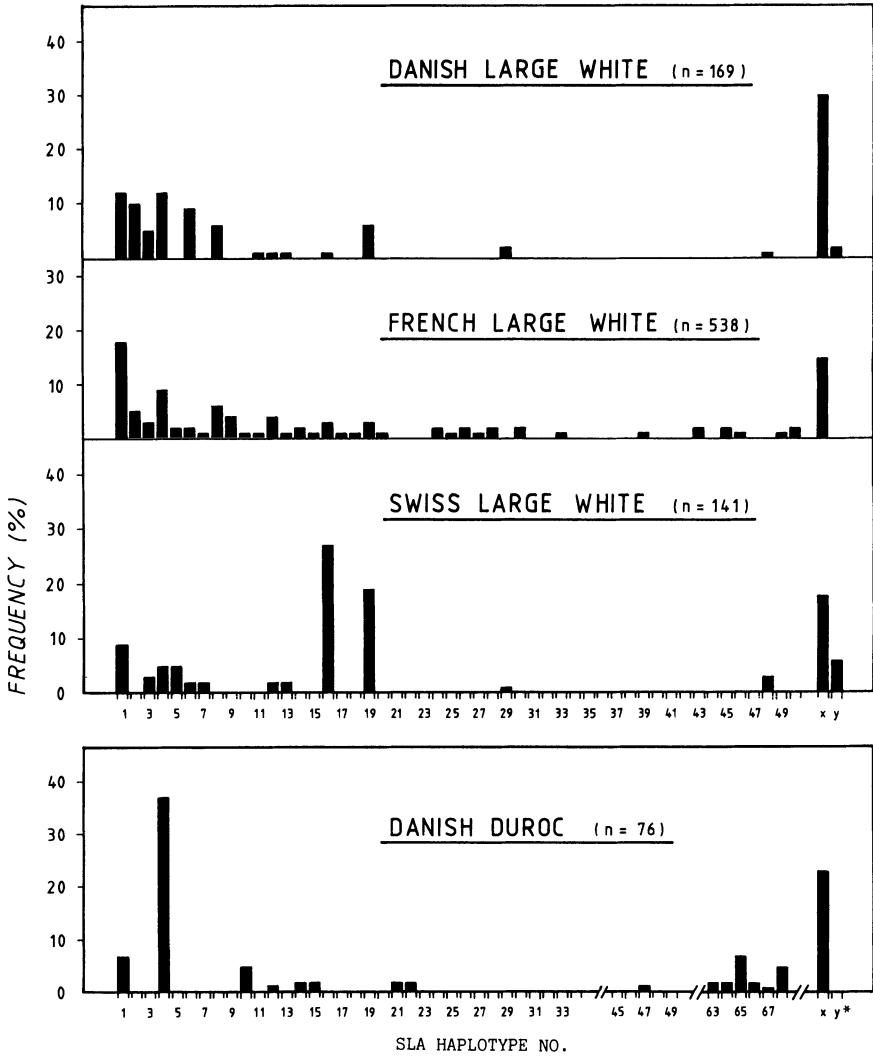 40
DANISH LARGE WHITE (n = 169)
30
20
10
30
FRENCH LARGE WHITE (n = 538)
20
10
40
SWISS LARGE WHITE (n = 141)
30
20
10
0
FREQUENCY (%)
1 3 5 7 9 11 13 15 17 19 21 23 25 27 29 31 33 35 37 39 41 43 45 47 49 x y
40
DANISH DUROC (n = 76)
30
20
10
0
1 3 5 7 9 11 13 15 17 19 21 23 25 27 29 31 33 45 47 49 63 65 67 x y*
SLA HAPLOTYPE NO.